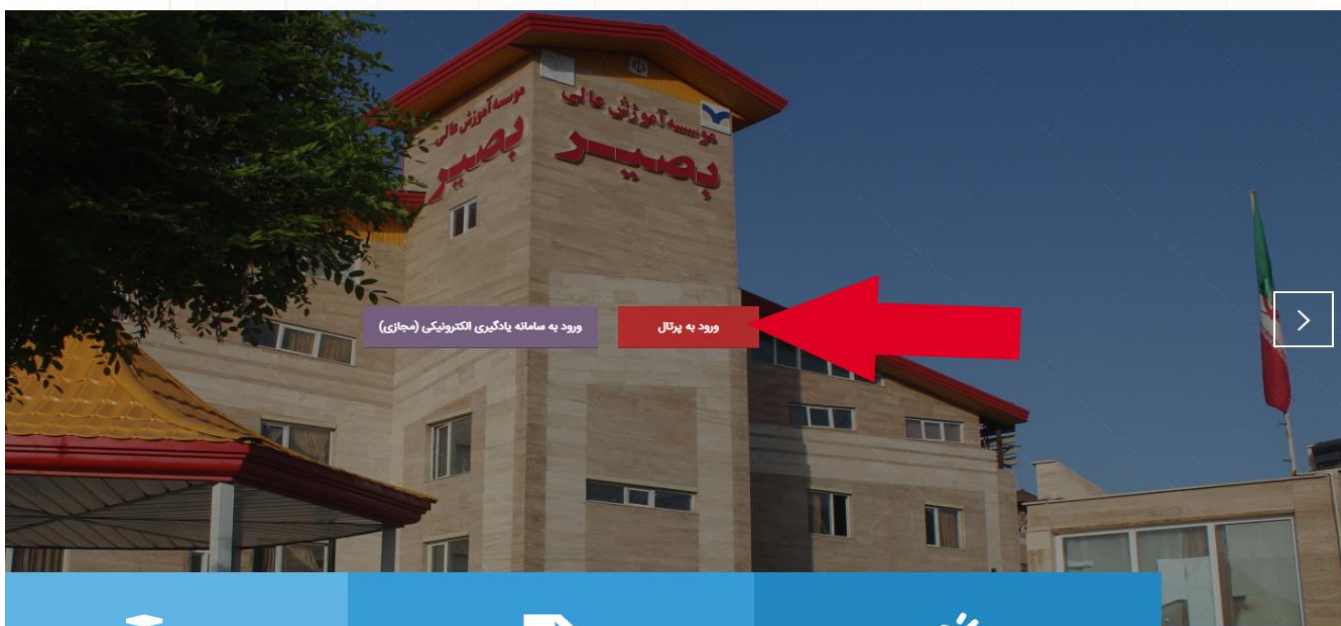 موسسه آموزش عالی
بصیر
موسسه آموزش عالی
بصیر
ورود به پرتال
ورود به سامانه یادگیری الکترونیکی (مجازی)